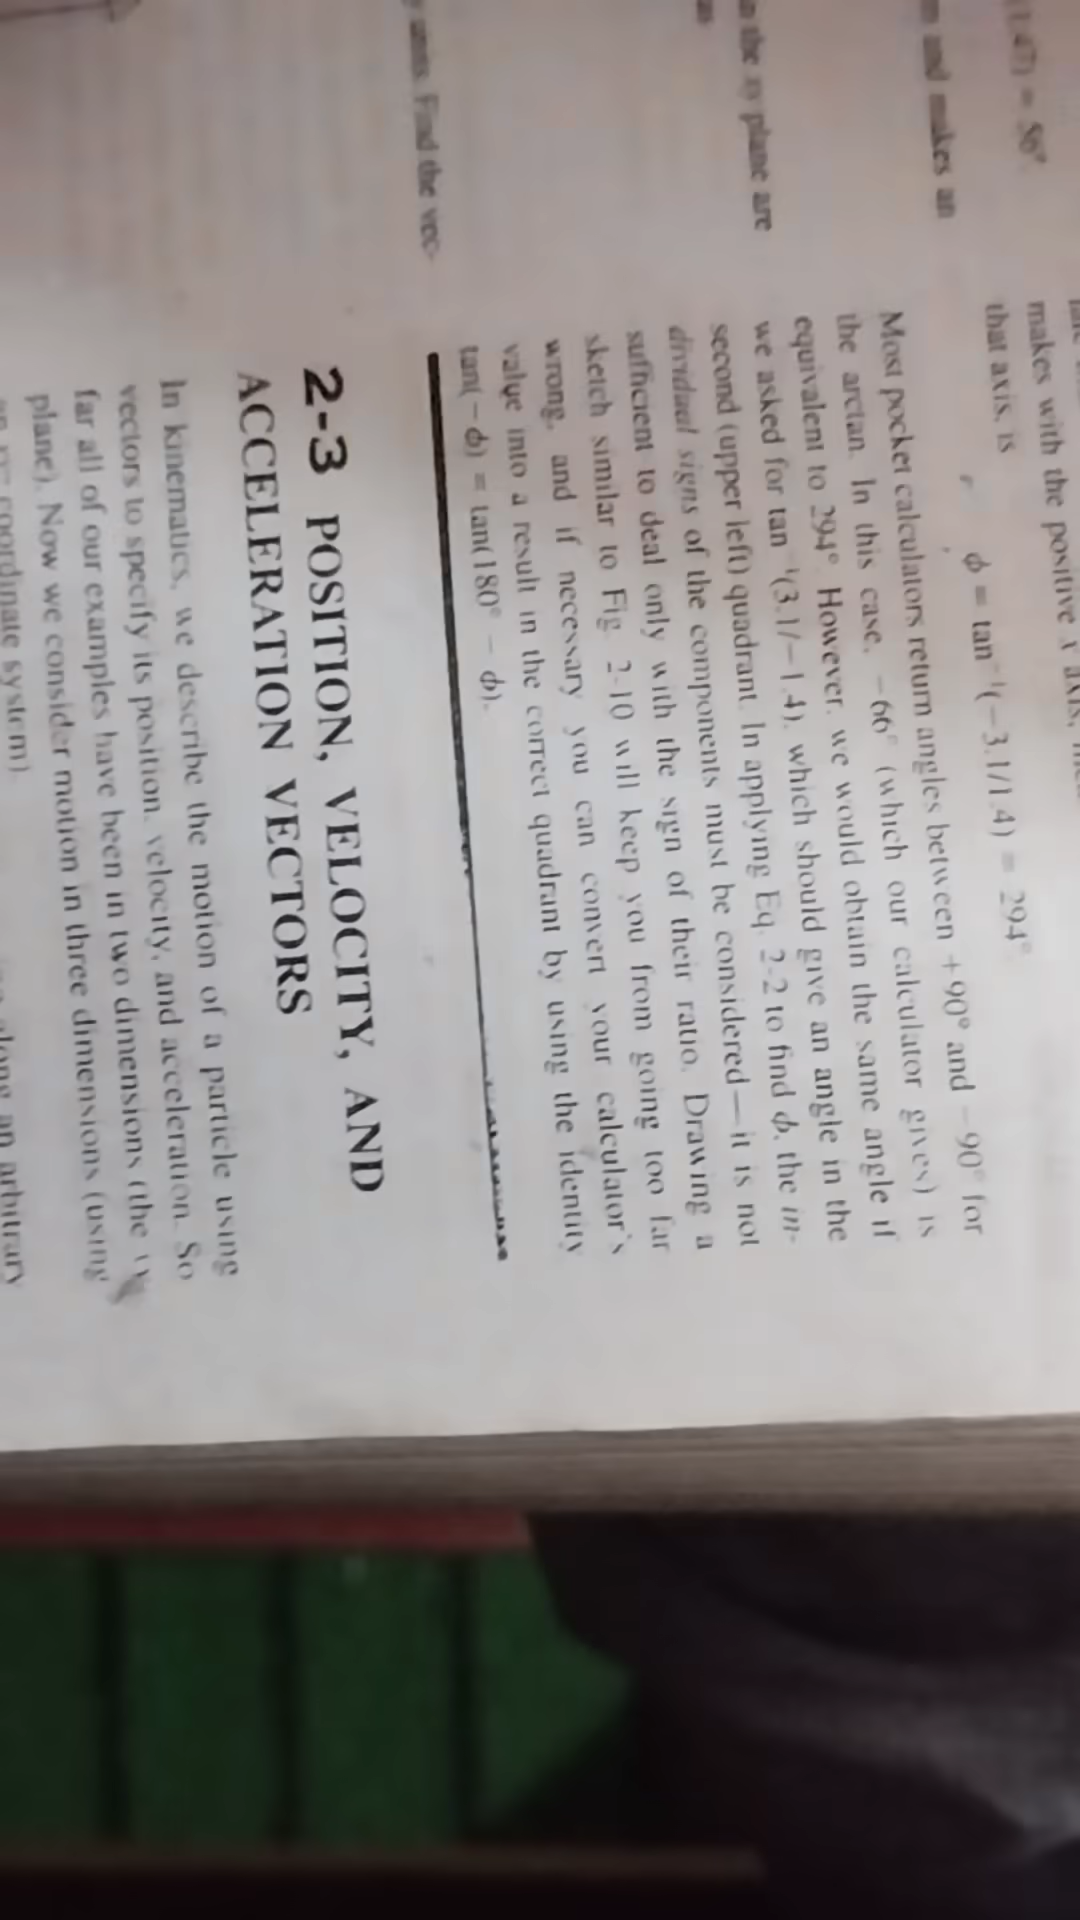 (1.47) = 56°.
and makes an
the xy plane are
Find the vec-
makes with the positive x axis,
that axis, is
ϕ = tan⁻¹(−3.1/1.4) = 294°
Most pocket calculators return angles between +90° and −90° for
the arctan. In this case, −66° (which our calculator gives) is
equivalent to 294°. However, we would obtain the same angle if
we asked for tan⁻¹(3.1/−1.4), which should give an angle in the
second (upper left) quadrant. In applying Eq. 2-2 to find ϕ, the in-
dividual signs of the components must be considered—it is not
sufficient to deal only with the sign of their ratio. Drawing a
sketch similar to Fig. 2-10 will keep you from going too far
wrong, and if necessary you can convert your calculator's
value into a result in the correct quadrant by using the identity
tan(−ϕ) = tan(180° − ϕ).
2-3 POSITION, VELOCITY, AND
ACCELERATION VECTORS
In kinematics, we describe the motion of a particle using
vectors to specify its position, velocity, and acceleration. So
far all of our examples have been in two dimensions (the xy
plane). Now we consider motion in three dimensions (using
coordinate system).
along an arbitrary